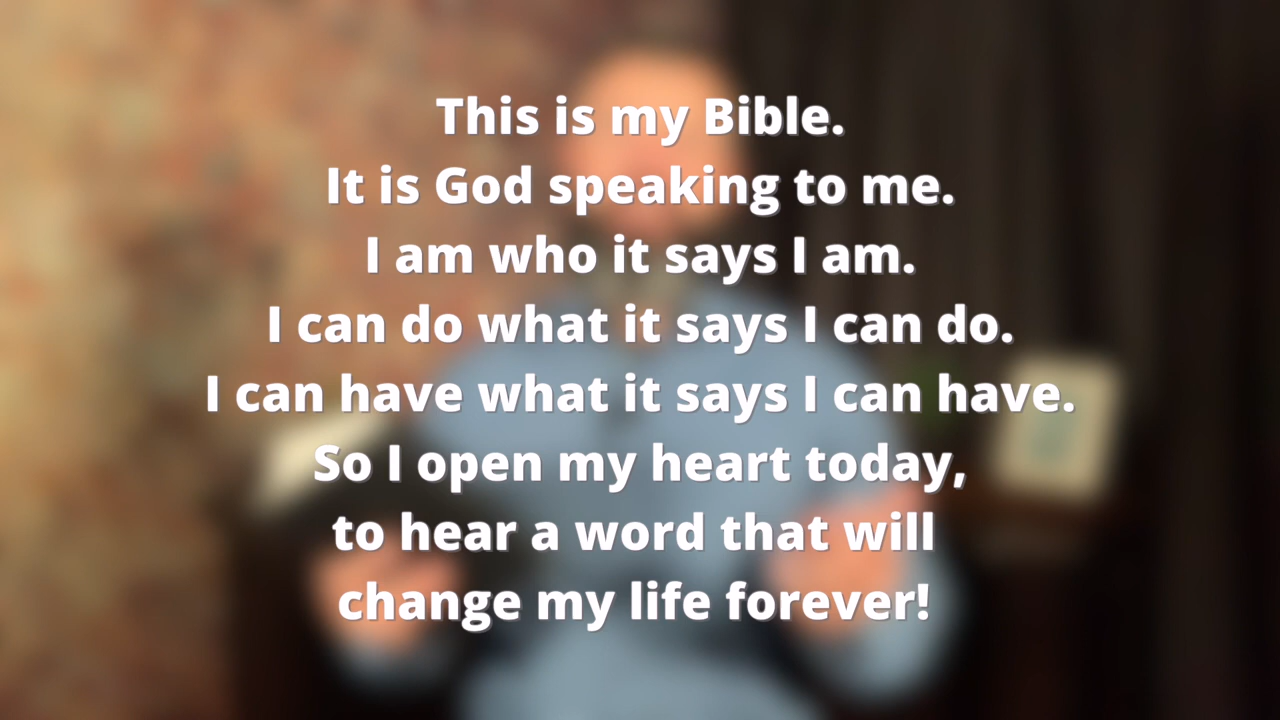 This is my Bible.
It is God speaking to me.
I am who it says I am.
I can do what it says I can do.
I can have what it says I can have.
So I open my heart today,
to hear a word that will
change my life forever!